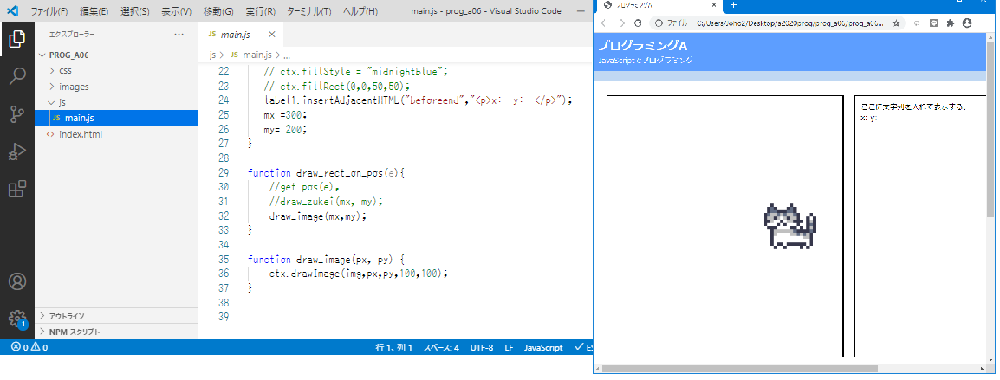 ファイル(F) 編集(E) 選択(S) 表示(V) 移動(G) 実行(R) ターミナル(T) ヘルプ(H) main.js - prog_a06 - Visual Studio Code
エクスプローラー ...
PROG_A06
css
images
js
JS main.js
<> index.html
アウトライン
NPM スクリプト
1
JS main.js ×
js > JS main.js > ...
22 // ctx.fillStyle = "midnightblue";
23 // ctx.fillRect(0,0,50,50);
24 label1.insertAdjacentHTML("beforeend","<p>x: y: </p>");
25 mx =300;
26 my= 200;
27 }
28
29 function draw_rect_on_pos(e){
30 //get_pos(e);
31 //draw_zukei(mx, my);
32 draw_image(mx,my);
33 }
34
35 function draw_image(px, py) {
36 ctx.drawImage(img,px,py,100,100);
37 }
38
39
0 0 行 1、列 1 スペース: 4 UTF-8 LF JavaScript ES
プログラミングA × +
ファイル | C:/Users/Joho2/Desktop/a2020prog/prog_a06/prog_a06...
プログラミングA
JavaScriptでプログラミング
ここに文字列を入れて表示する。
x: y: